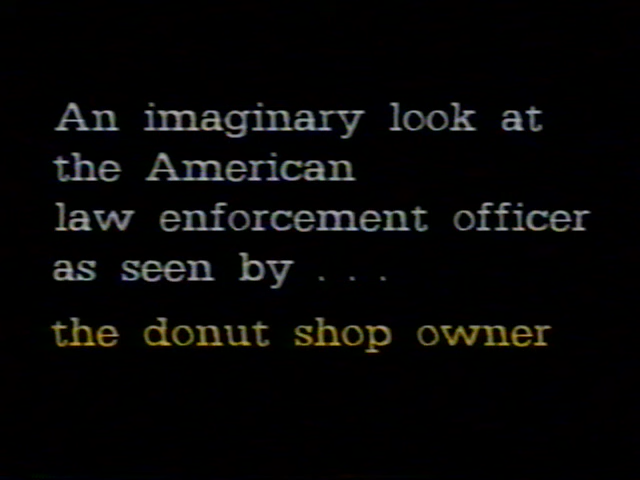 An imaginary look at
the American
law enforcement officer
as seen by . . .
the donut shop owner